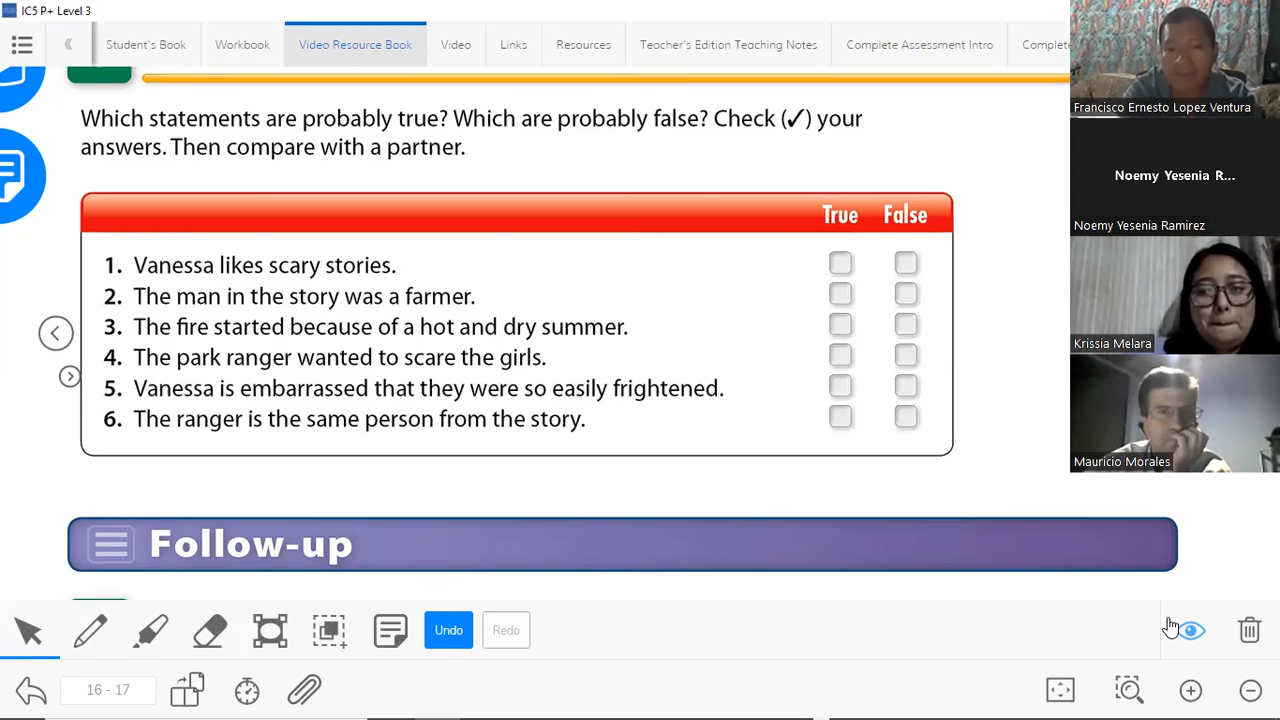 IC5 P+ Level 3
Student's Book
Workbook
Video Resource Book
Video
Links
Resources
Teacher's Edition Teaching Notes
Complete Assessment Intro
Complete
Which statements are probably true? Which are probably false? Check (✓) your
answers. Then compare with a partner.
True False
1. Vanessa likes scary stories.
2. The man in the story was a farmer.
3. The fire started because of a hot and dry summer.
4. The park ranger wanted to scare the girls.
5. Vanessa is embarrassed that they were so easily frightened.
6. The ranger is the same person from the story.
Follow-up
Undo
Redo
16 - 17
Francisco Ernesto Lopez Ventura
Noemy Yesenia R...
Noemy Yesenia Ramirez
Krissia Melara
Mauricio Morales